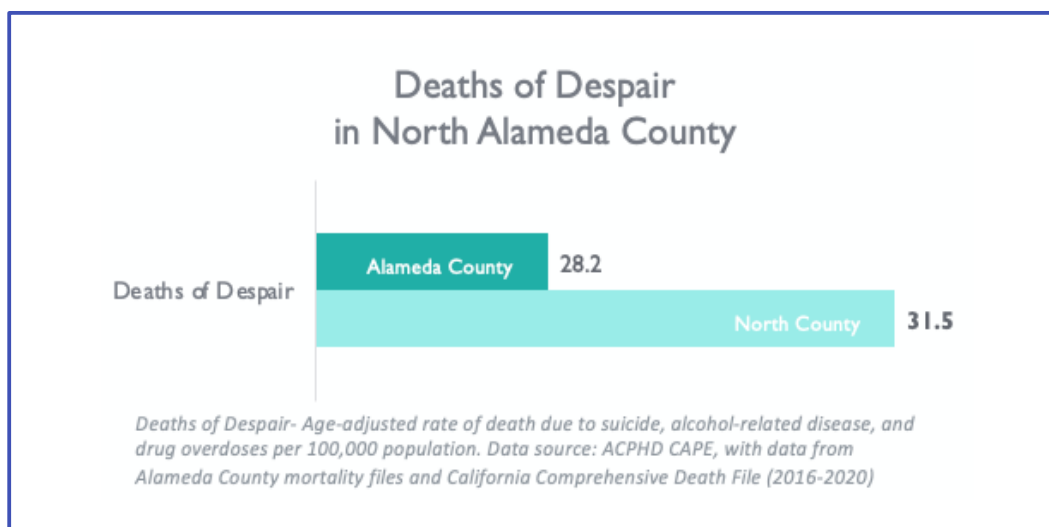 Deaths of Despair
in North Alameda County
Alameda County 28.2
Deaths of Despair
North County 31.5
Deaths of Despair- Age-adjusted rate of death due to suicide, alcohol-related disease, and
drug overdoses per 100,000 population. Data source: ACPHD CAPE, with data from
Alameda County mortality files and California Comprehensive Death File (2016-2020)